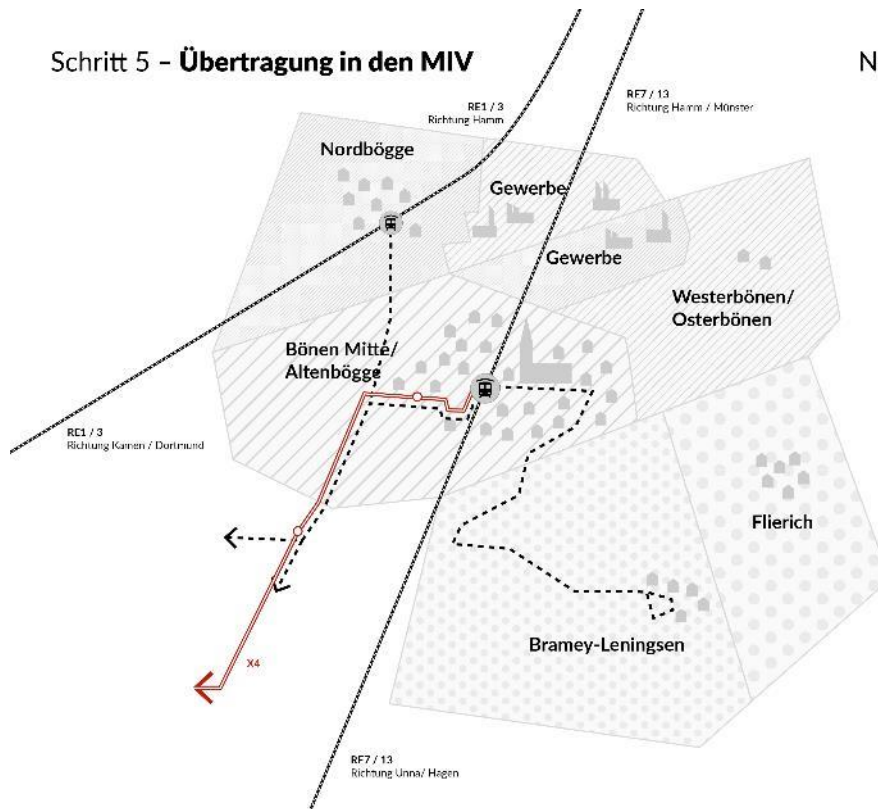 Schritt 5 – Übertragung in den MIV
N
RE1 / 3
Richtung Hamm
RE7 / 13
Richtung Hamm / Münster
Nordbögge
Gewerbe
Gewerbe
Westerbönen/
Osterbönen
Bönen Mitte/
Altenbögge
RE1 / 3
Richtung Kamen / Dortmund
Flierich
Bramey-Leningsen
X4
RE7 / 13
Richtung Unna/ Hagen